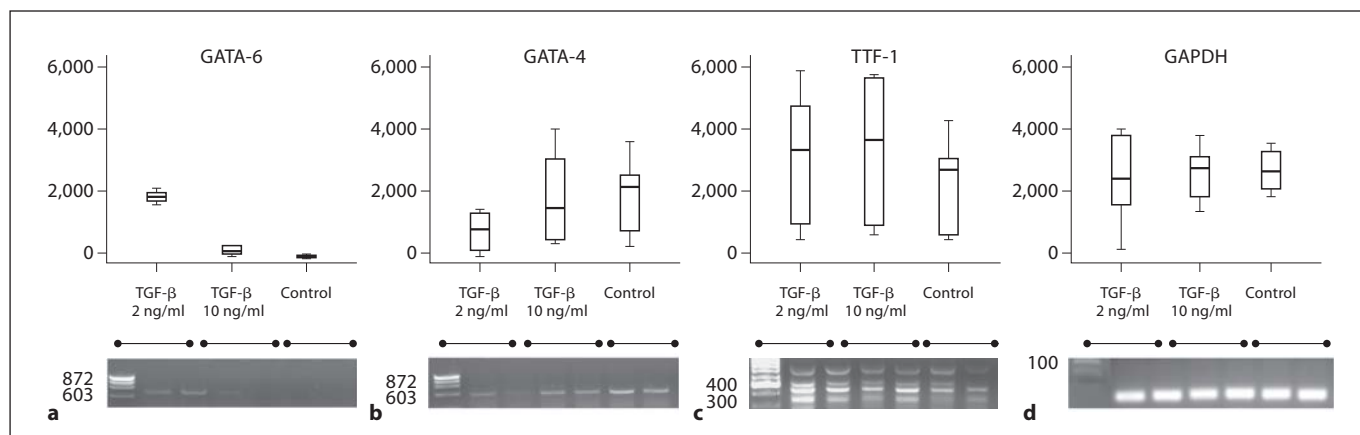 GATA-6
6,000
4,000
2,000
0
TGF-β
2 ng/ml
TGF-β
10 ng/ml
Control
872
603
a
GATA-4
6,000
4,000
2,000
0
TGF-β
2 ng/ml
TGF-β
10 ng/ml
Control
872
603
b
TTF-1
6,000
4,000
2,000
0
TGF-β
2 ng/ml
TGF-β
10 ng/ml
Control
400
300
c
GAPDH
6,000
4,000
2,000
0
TGF-β
2 ng/ml
TGF-β
10 ng/ml
Control
100
d